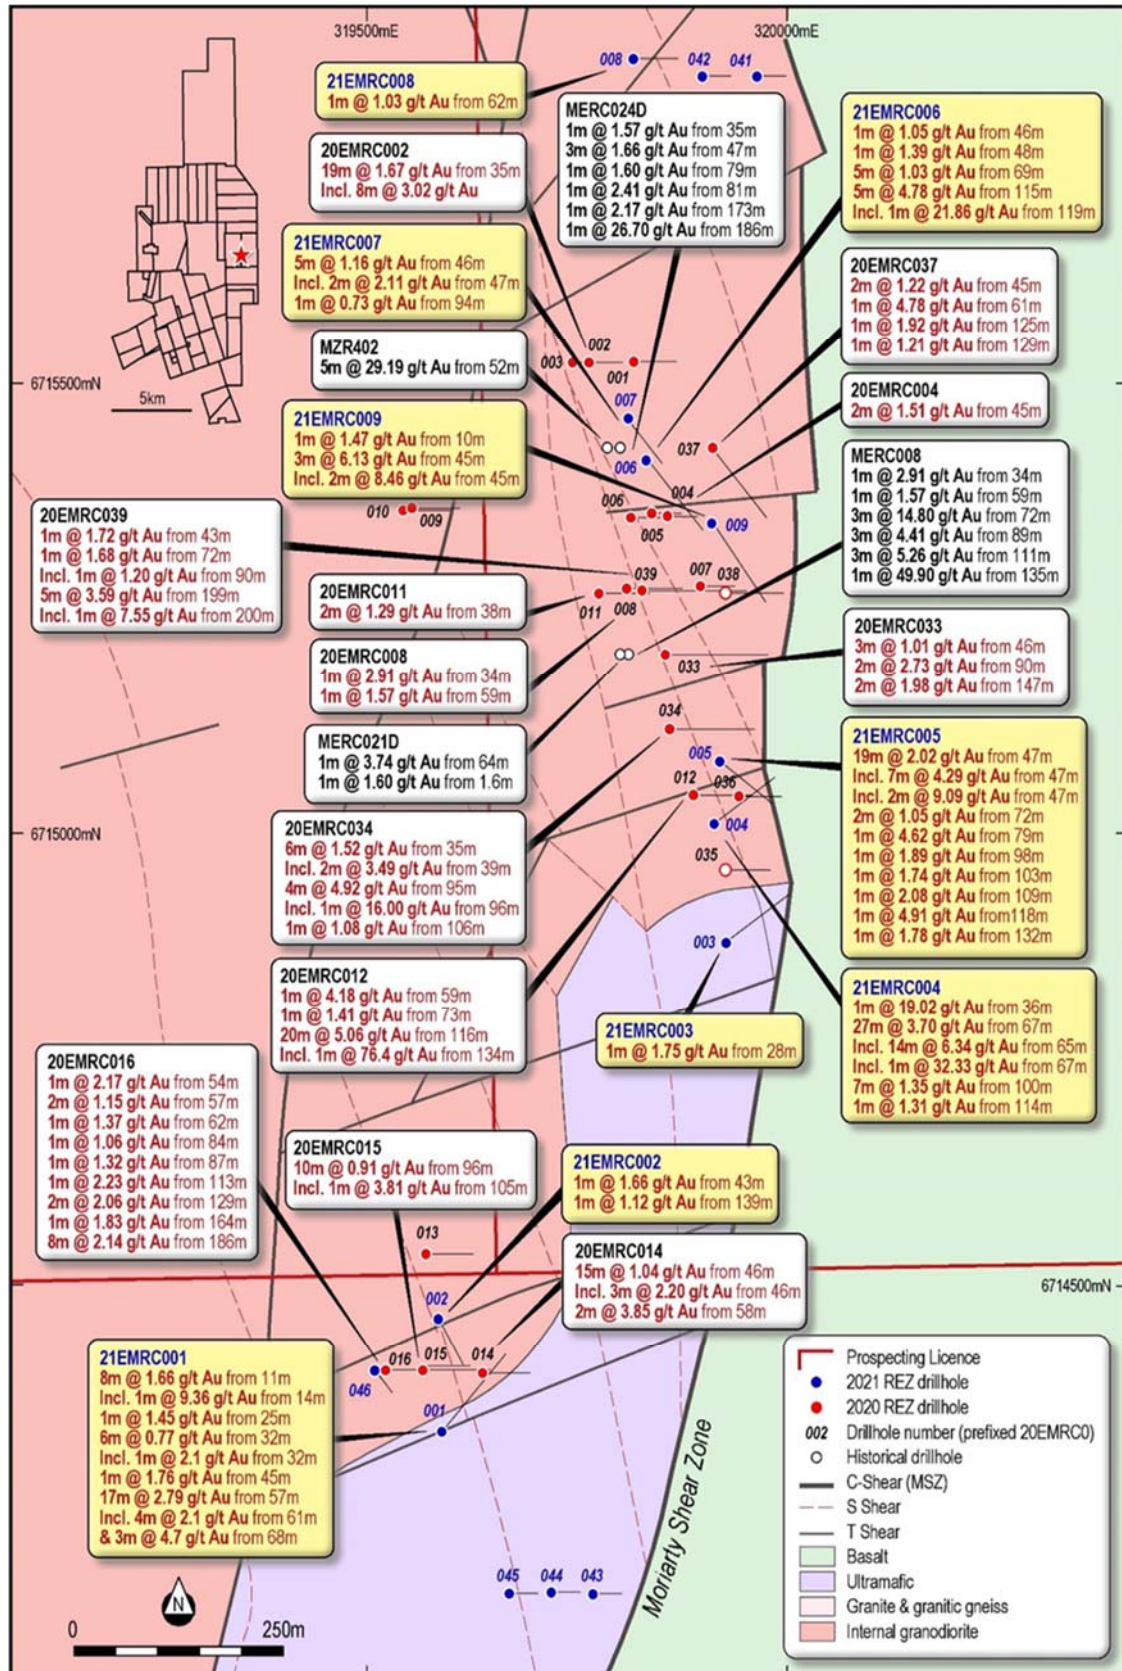 319500mE
320000mE
008
042
041
21EMRC008
1m @ 1.03 g/t Au from 62m
20EMRC002
19m @ 1.67 g/t Au from 35m
Incl. 8m @ 3.02 g/t Au
MERC024D
1m @ 1.57 g/t Au from 35m
3m @ 1.66 g/t Au from 47m
1m @ 1.60 g/t Au from 79m
1m @ 2.41 g/t Au from 81m
1m @ 2.17 g/t Au from 173m
1m @ 26.70 g/t Au from 186m
21EMRC006
1m @ 1.05 g/t Au from 46m
1m @ 1.39 g/t Au from 48m
5m @ 1.03 g/t Au from 69m
5m @ 4.78 g/t Au from 115m
Incl. 1m @ 21.86 g/t Au from 119m
21EMRC007
5m @ 1.16 g/t Au from 46m
Incl. 2m @ 2.11 g/t Au from 47m
1m @ 0.73 g/t Au from 94m
20EMRC037
2m @ 1.22 g/t Au from 45m
1m @ 4.78 g/t Au from 61m
1m @ 1.92 g/t Au from 125m
1m @ 1.21 g/t Au from 129m
MZR402
5m @ 29.19 g/t Au from 52m
5km
6715500mN
003
002
001
007
20EMRC004
2m @ 1.51 g/t Au from 45m
21EMRC009
1m @ 1.47 g/t Au from 10m
3m @ 6.13 g/t Au from 45m
Incl. 2m @ 8.46 g/t Au from 45m
006
037
MERC008
1m @ 2.91 g/t Au from 34m
1m @ 1.57 g/t Au from 59m
3m @ 14.80 g/t Au from 72m
3m @ 4.41 g/t Au from 89m
3m @ 5.26 g/t Au from 111m
1m @ 49.90 g/t Au from 135m
010
009
006
004
005
009
20EMRC039
1m @ 1.72 g/t Au from 43m
1m @ 1.68 g/t Au from 72m
Incl. 1m @ 1.20 g/t Au from 90m
5m @ 3.59 g/t Au from 199m
Incl. 1m @ 7.55 g/t Au from 200m
039
007
038
011
008
20EMRC011
2m @ 1.29 g/t Au from 38m
20EMRC008
1m @ 2.91 g/t Au from 34m
1m @ 1.57 g/t Au from 59m
033
20EMRC033
3m @ 1.01 g/t Au from 46m
2m @ 2.73 g/t Au from 90m
2m @ 1.98 g/t Au from 147m
MERC021D
1m @ 3.74 g/t Au from 64m
1m @ 1.60 g/t Au from 1.6m
034
005
012
036
004
035
21EMRC005
19m @ 2.02 g/t Au from 47m
Incl. 7m @ 4.29 g/t Au from 47m
Incl. 2m @ 9.09 g/t Au from 47m
2m @ 1.05 g/t Au from 72m
1m @ 4.62 g/t Au from 79m
1m @ 1.89 g/t Au from 98m
1m @ 1.74 g/t Au from 103m
1m @ 2.08 g/t Au from 109m
1m @ 4.91 g/t Au from118m
1m @ 1.78 g/t Au from 132m
6715000mN
20EMRC034
6m @ 1.52 g/t Au from 35m
Incl. 2m @ 3.49 g/t Au from 39m
4m @ 4.92 g/t Au from 95m
Incl. 1m @ 16.00 g/t Au from 96m
1m @ 1.08 g/t Au from 106m
003
20EMRC012
1m @ 4.18 g/t Au from 59m
1m @ 1.41 g/t Au from 73m
20m @ 5.06 g/t Au from 116m
Incl. 1m @ 76.4 g/t Au from 134m
21EMRC003
1m @ 1.75 g/t Au from 28m
21EMRC004
1m @ 19.02 g/t Au from 36m
27m @ 3.70 g/t Au from 67m
Incl. 14m @ 6.34 g/t Au from 65m
Incl. 1m @ 32.33 g/t Au from 67m
7m @ 1.35 g/t Au from 100m
1m @ 1.31 g/t Au from 114m
20EMRC016
1m @ 2.17 g/t Au from 54m
2m @ 1.15 g/t Au from 57m
1m @ 1.37 g/t Au from 62m
1m @ 1.06 g/t Au from 84m
1m @ 1.32 g/t Au from 87m
1m @ 2.23 g/t Au from 113m
2m @ 2.06 g/t Au from 129m
1m @ 1.83 g/t Au from 164m
8m @ 2.14 g/t Au from 186m
20EMRC015
10m @ 0.91 g/t Au from 96m
Incl. 1m @ 3.81 g/t Au from 105m
21EMRC002
1m @ 1.66 g/t Au from 43m
1m @ 1.12 g/t Au from 139m
013
20EMRC014
15m @ 1.04 g/t Au from 46m
Incl. 3m @ 2.20 g/t Au from 46m
2m @ 3.85 g/t Au from 58m
6714500mN
002
016
015
014
046
001
21EMRC001
8m @ 1.66 g/t Au from 11m
Incl. 1m @ 9.36 g/t Au from 14m
1m @ 1.45 g/t Au from 25m
6m @ 0.77 g/t Au from 32m
Incl. 1m @ 2.1 g/t Au from 32m
1m @ 1.76 g/t Au from 45m
17m @ 2.79 g/t Au from 57m
Incl. 4m @ 2.1 g/t Au from 61m
& 3m @ 4.7 g/t Au from 68m
Moriarty Shear Zone
045
044
043
N
0
250m
Prospecting Licence
2021 REZ drillhole
2020 REZ drillhole
002 Drillhole number (prefixed 20EMRC0)
Historical drillhole
C-Shear (MSZ)
S Shear
T Shear
Basalt
Ultramafic
Granite & granitic gneiss
Internal granodiorite